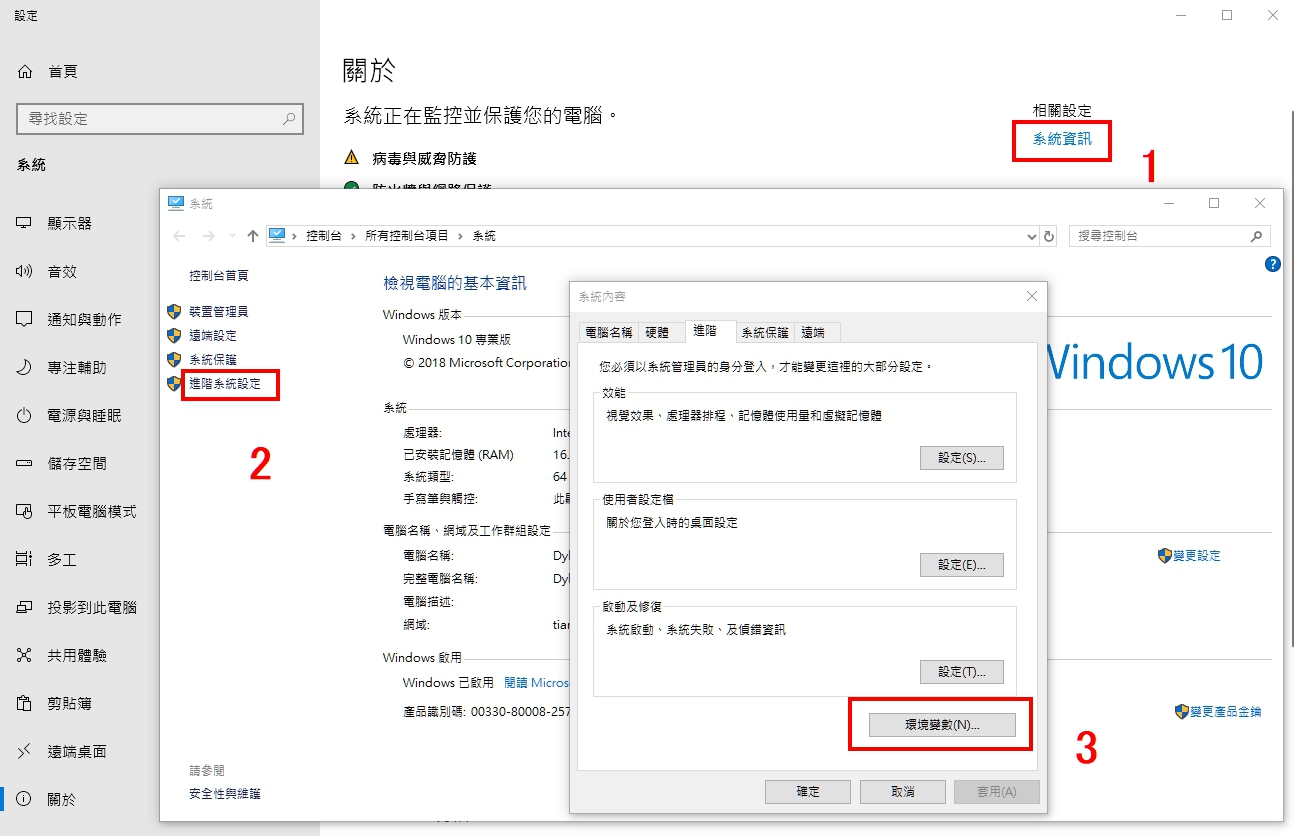 設定
首頁
尋找設定
系統
顯示器
音效
通知與動作
專注輔助
電源與睡眠
儲存空間
平板電腦模式
多工
投影到此電腦
共用體驗
剪貼簿
遠端桌面
關於
關於
系統正在監控並保護您的電腦。
病毒與威脅防護
防火牆與網路保護
相關設定
系統資訊
1
系統
控制台 › 所有控制台項目 › 系統
搜尋控制台
控制台首頁
裝置管理員
遠端設定
系統保護
進階系統設定
2
請參閱
安全性與維護
檢視電腦的基本資訊
Windows 版本
Windows 10 專業版
© 2018 Microsoft Corporation
Windows 10
系統
處理器: Inte
已安裝記憶體 (RAM) 16.
系統類型: 64
手寫筆與觸控: 此
電腦名稱、網域及工作群組設定
電腦名稱: Dyl
完整電腦名稱: Dyl
電腦描述:
網域: tian
變更設定
Windows 啟用
Windows 已啟用 閱讀 Micros
產品識別碼: 00330-80008-257
變更產品金鑰
系統內容
電腦名稱 硬體 進階 系統保護 遠端
您必須以系統管理員的身分登入，才能變更這裡的大部分設定。
效能
視覺效果、處理器排程、記憶體使用量和虛擬記憶體
設定(S)...
使用者設定檔
關於您登入時的桌面設定
設定(E)...
啟動及修復
系統啟動、系統失敗、及偵錯資訊
設定(T)...
環境變數(N)...
3
確定 取消 套用(A)